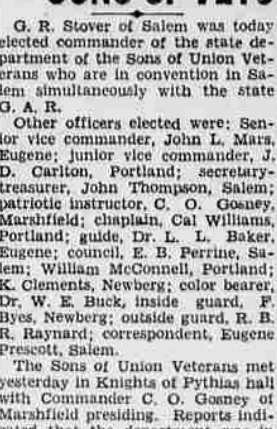 G. R. Stover of Salem was today
elected commander of the state de-
partment of the Sons of Union Vet-
erans who are in convention in Sa-
lem simultaneously with the state
G. A. R.
Other officers elected were: Sen-
ior vice commander, John L. Mars,
Eugene; junior vice commander, J.
D. Carlton, Portland; secretary-
treasurer, John Thompson, Salem;
patriotic instructor, C. O. Gosney,
Marshfield; chaplain, Cal Williams,
Portland; guide, Dr. L. L. Baker
Eugene; council, E. B. Perrine, Sa-
lem; William McConnell, Portland;
K. Clements, Newberg; color bearer,
Dr. W. E. Buck, inside guard, F.
Byes, Newberg; outside guard, R. B.
R. Raynard; correspondent, Eugene
Prescott, Salem.
The Sons of Union Veterans met
yesterday in Knights of Pythias hall
with Commander C. O. Gosney of
Marshfield presiding. Reports indi-